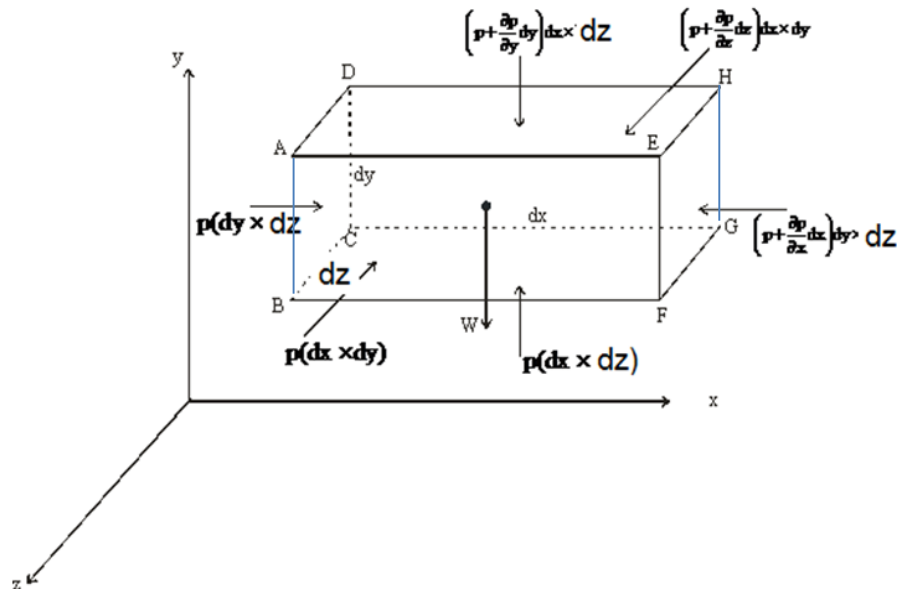 (p+∂p/∂y dy)dx× dz
(p+∂p/∂z dz)dx×dy
y
D
H
A
E
dy
p(dy × dz
dx
C
G
(p+∂p/∂x dx)dy× dz
dz
B
W
F
p(dx ×dy)
p(dx × dz)
x
z